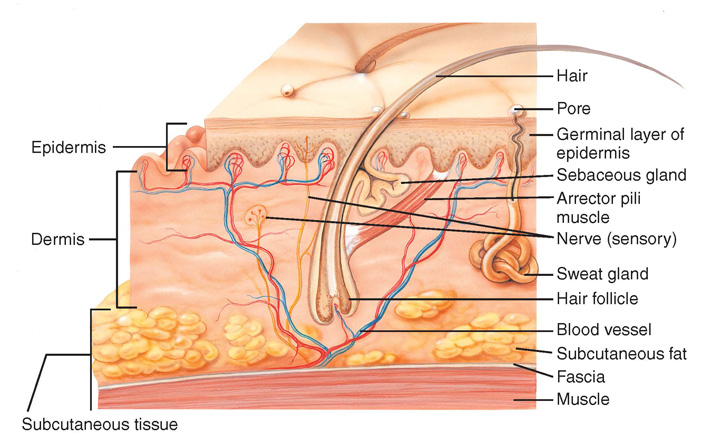 Hair
Pore
Epidermis
Germinal layer of
epidermis
Sebaceous gland
Arrector pili
muscle
Dermis
Nerve (sensory)
Sweat gland
Hair follicle
Blood vessel
Subcutaneous fat
Fascia
Muscle
Subcutaneous tissue